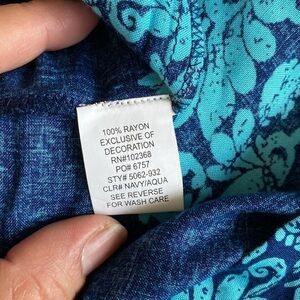 100% RAYON
EXCLUSIVE OF
DECORATION
RN#102368
PO# 6757
STY# 5062-932
CLR# NAVY/AQUA
SEE REVERSE
FOR WASH CARE